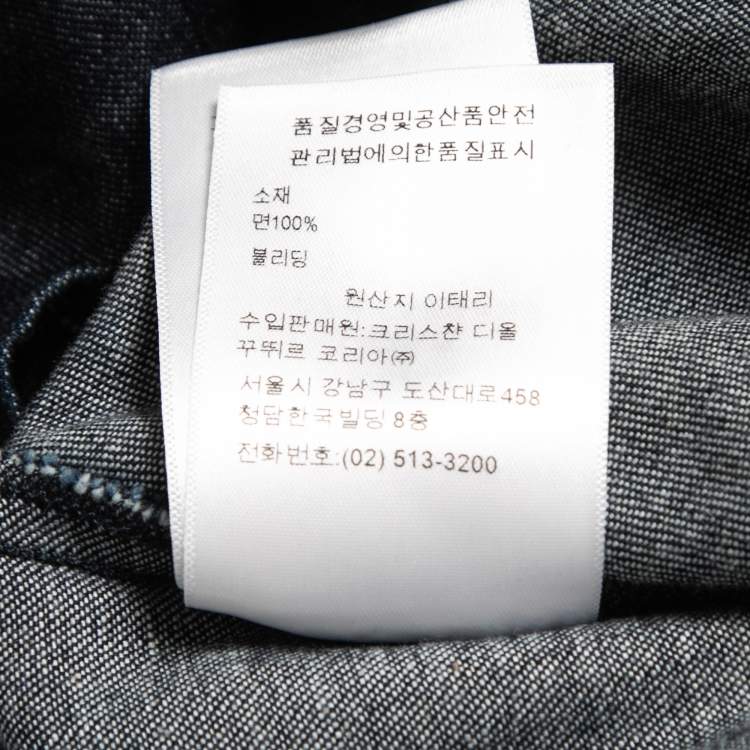 품질경영및공산품안전
관리법에의한품질표시
소재
면100%
불리딩
원산지 이태리
수입판매원:크리스챤 디올
꾸뛰르 코리아㈜
서울시 강남구 도산대로458
청담한국빌딩 8층
전화번호:(02) 513-3200